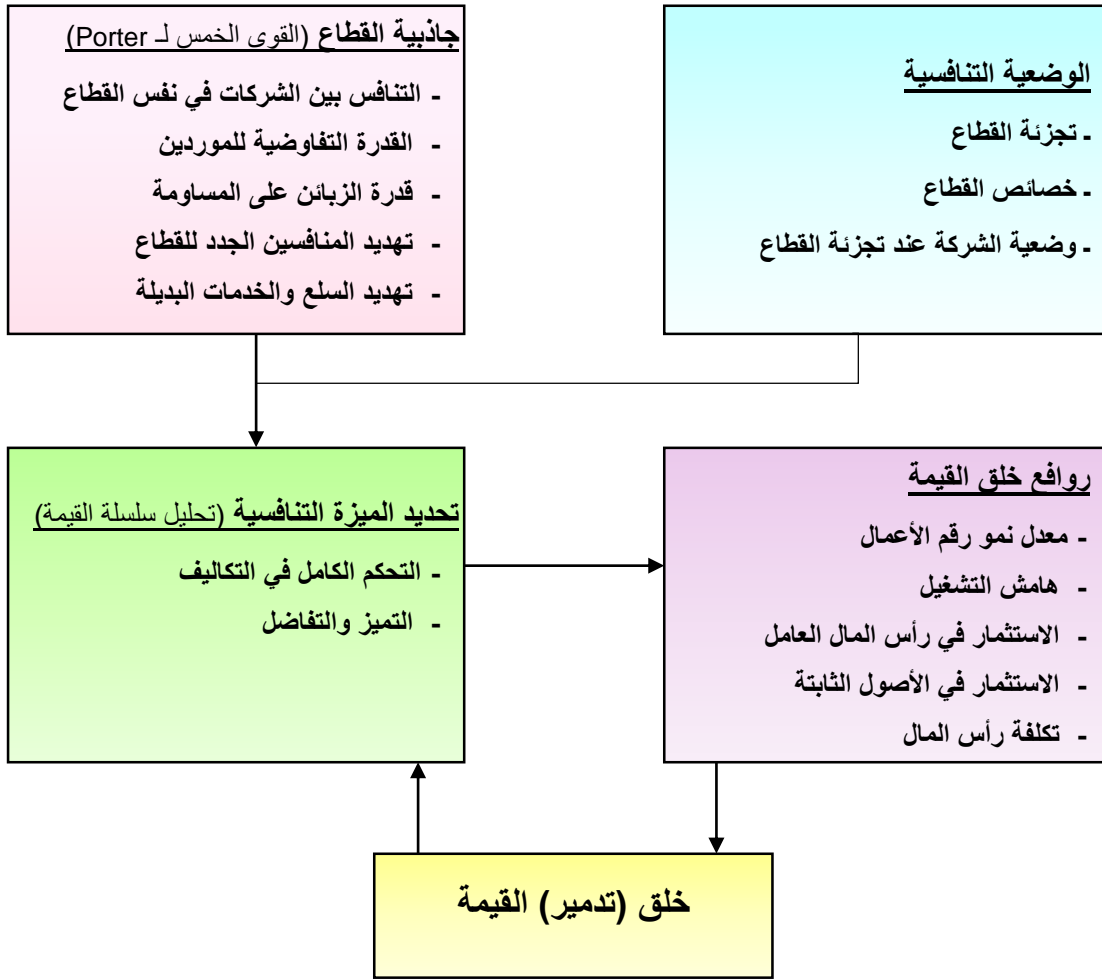 جاذبية القطاع (القوى الخمس لـ Porter)
- التنافس بين الشركات في نفس القطاع
- القدرة التفاوضية للموردين
- قدرة الزبائن على المساومة
- تهديد المنافسين الجدد للقطاع
- تهديد السلع والخدمات البديلة
الوضعية التنافسية
- تجزئة القطاع
- خصائص القطاع
- وضعية الشركة عند تجزئة القطاع
تحديد الميزة التنافسية (تحليل سلسلة القيمة)
- التحكم الكامل في التكاليف
- التميز والتفاضل
روافع خلق القيمة
- معدل نمو رقم الأعمال
- هامش التشغيل
- الاستثمار في رأس المال العامل
- الاستثمار في الأصول الثابتة
- تكلفة رأس المال
خلق (تدمير) القيمة